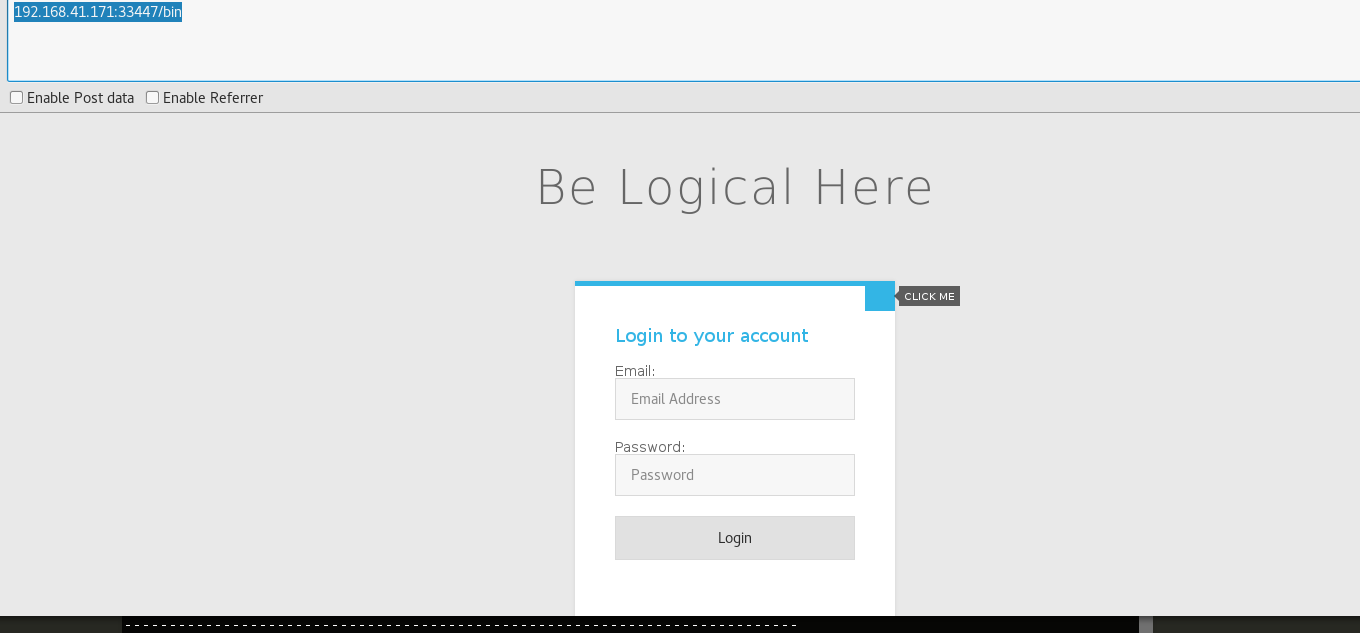 192.168.41.171:33447/bin
Enable Post data Enable Referrer
Be Logical Here
CLICK ME
Login to your account
Email:
Email Address
Password:
Password
Login
---------------------------------------------------------------------------